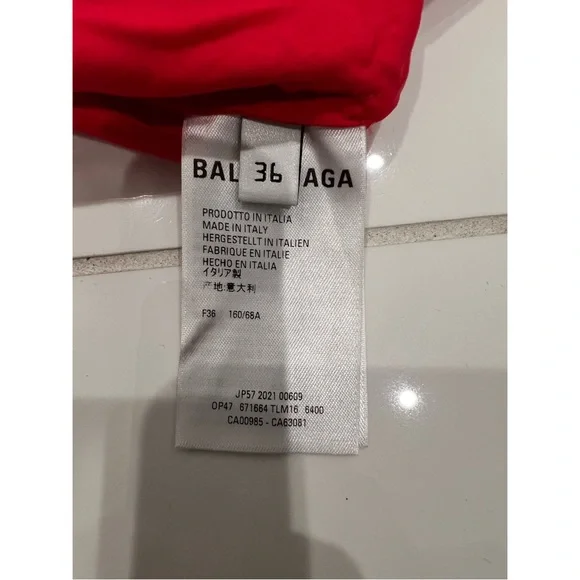 BAL 36 AGA
PRODOTTO IN ITALIA
MADE IN ITALY
HERGESTELLT IN ITALIEN
FABRIQUE EN ITALIE
HECHO EN ITALIA
イタリア製
产地:意大利
F36 160/68A
JP57 2021 00609
OP47 671664 TLM16 6400
CA00985 - CA63081